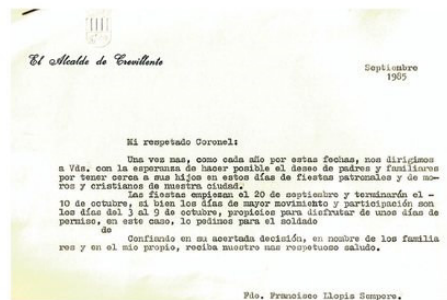 El Alcalde de Crevillente
Septiembre
1985
Mi respetado Coronel:
Una vez mas, como cada año por estas fechas, nos dirigimos
a Vds. con la esperanza de hacer posible el deseo de padres y familiares
por tener cerca a sus hijos en estos días de fiestas patronales y de mo-
ros y cristianos de nuestra ciudad.
Las fiestas empiezan el 20 de septiembre y terminarán el -
10 de octubre, si bien los días de mayor movimiento y participación son
los días del 3 al 9 de octubre, propicios para disfrutar de unos días de
permiso, en este caso, lo pedimos para el soldado
de
Confiando en su acertada decisión, en nombre de los familia
res y en el mio propio, reciba nuestro mas respetuoso saludo.
Fdo. Francisco Llopis Sempere.